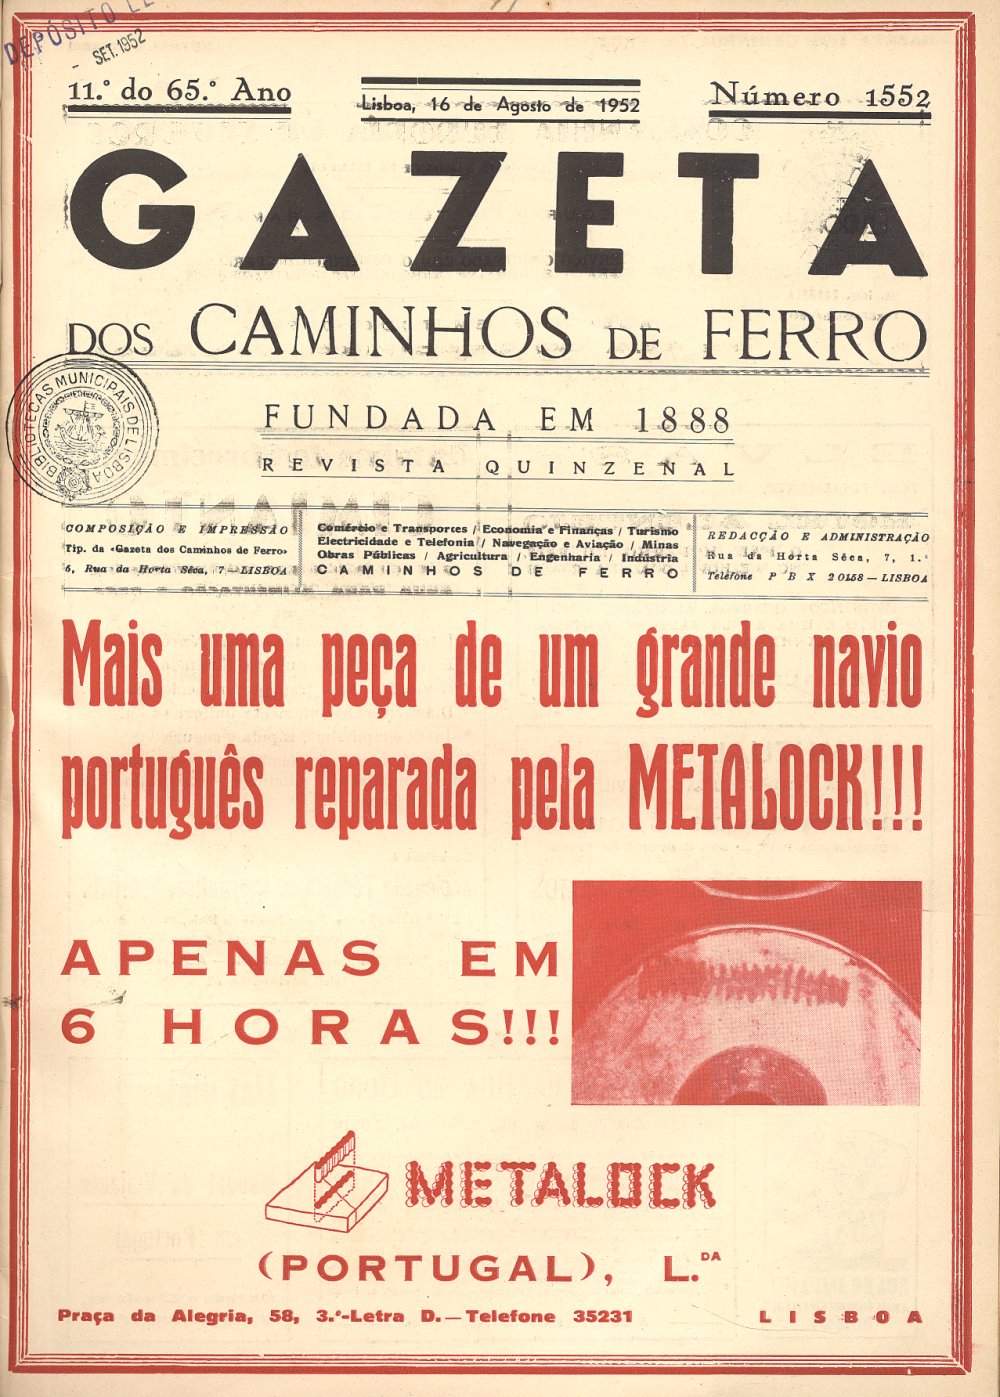 DEPÓSITO LE
- SET. 1952
11.º do 65.º Ano
Lisboa, 16 de Agosto de 1952
Número 1552
GAZETA
DOS CAMINHOS DE FERRO
BIBLIOTECAS MUNICIPAIS DE LISBOA
FUNDADA EM 1888
REVISTA QUINZENAL
COMPOSIÇÃO E IMPRESSÃO
Tip. da «Gazeta dos Caminhos de Ferro»
5, Rua da Horta Sêca, 7 — LISBOA
Comércio e Transportes / Economia e Finanças / Turismo
Electricidade e Telefonia / Navegação e Aviação / Minas
Obras Públicas / Agricultura / Engenharia / Indústria
CAMINHOS DE FERRO
REDACÇÃO E ADMINISTRAÇÃO
Rua da Horta Sêca, 7, 1.º
Telefone P B X 20158 — LISBOA
Mais uma peça de um grande navio
português reparada pela METALOCK!!!
APENAS EM
6 HORAS!!!
METALOCK
(PORTUGAL), L.DA
Praça da Alegria, 58, 3.º-Letra D. — Telefone 35231
LISBOA